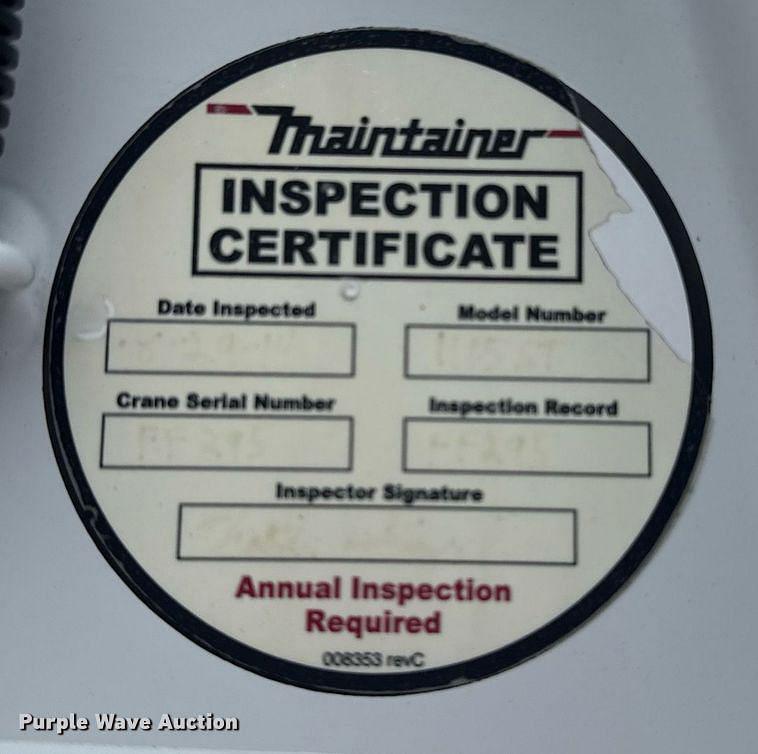 Maintainer
INSPECTION
CERTIFICATE
Date Inspected
Model Number
Crane Serial Number
Inspection Record
Inspector Signature
Annual Inspection
Required
008353 revC
Purple Wave Auction